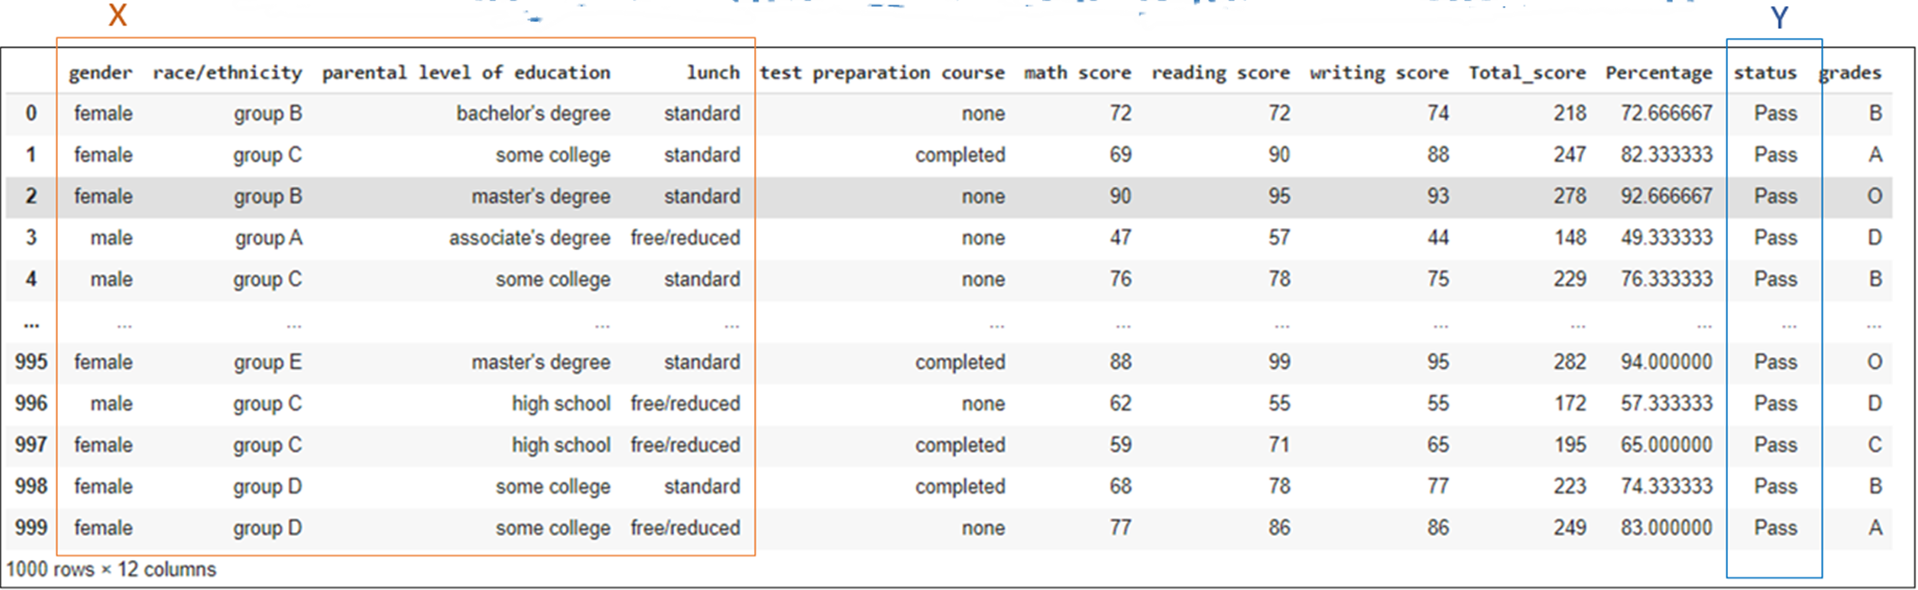 X
Y
gender race/ethnicity parental level of education lunch test preparation course math score reading score writing score Total_score Percentage status grades
0 female group B bachelor's degree standard none 72 72 74 218 72.666667 Pass B
1 female group C some college standard completed 69 90 88 247 82.333333 Pass A
2 female group B master's degree standard none 90 95 93 278 92.666667 Pass O
3 male group A associate's degree free/reduced none 47 57 44 148 49.333333 Pass D
4 male group C some college standard none 76 78 75 229 76.333333 Pass B
... ... ... ... ... ... ... ... ... ... ... ... ...
995 female group E master's degree standard completed 88 99 95 282 94.000000 Pass O
996 male group C high school free/reduced none 62 55 55 172 57.333333 Pass D
997 female group C high school free/reduced completed 59 71 65 195 65.000000 Pass C
998 female group D some college standard completed 68 78 77 223 74.333333 Pass B
999 female group D some college free/reduced none 77 86 86 249 83.000000 Pass A
1000 rows × 12 columns